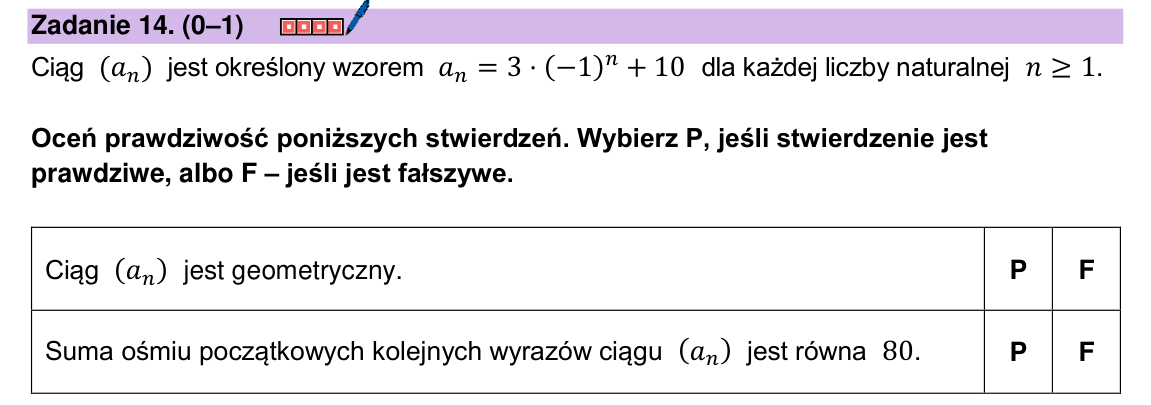 Zadanie 14. (0–1)
Ciąg (aₙ) jest określony wzorem aₙ = 3 · (−1)ⁿ + 10 dla każdej liczby naturalnej n ≥ 1.
Oceń prawdziwość poniższych stwierdzeń. Wybierz P, jeśli stwierdzenie jest
prawdziwe, albo F – jeśli jest fałszywe.
Ciąg (aₙ) jest geometryczny. P F
Suma ośmiu początkowych kolejnych wyrazów ciągu (aₙ) jest równa 80. P F